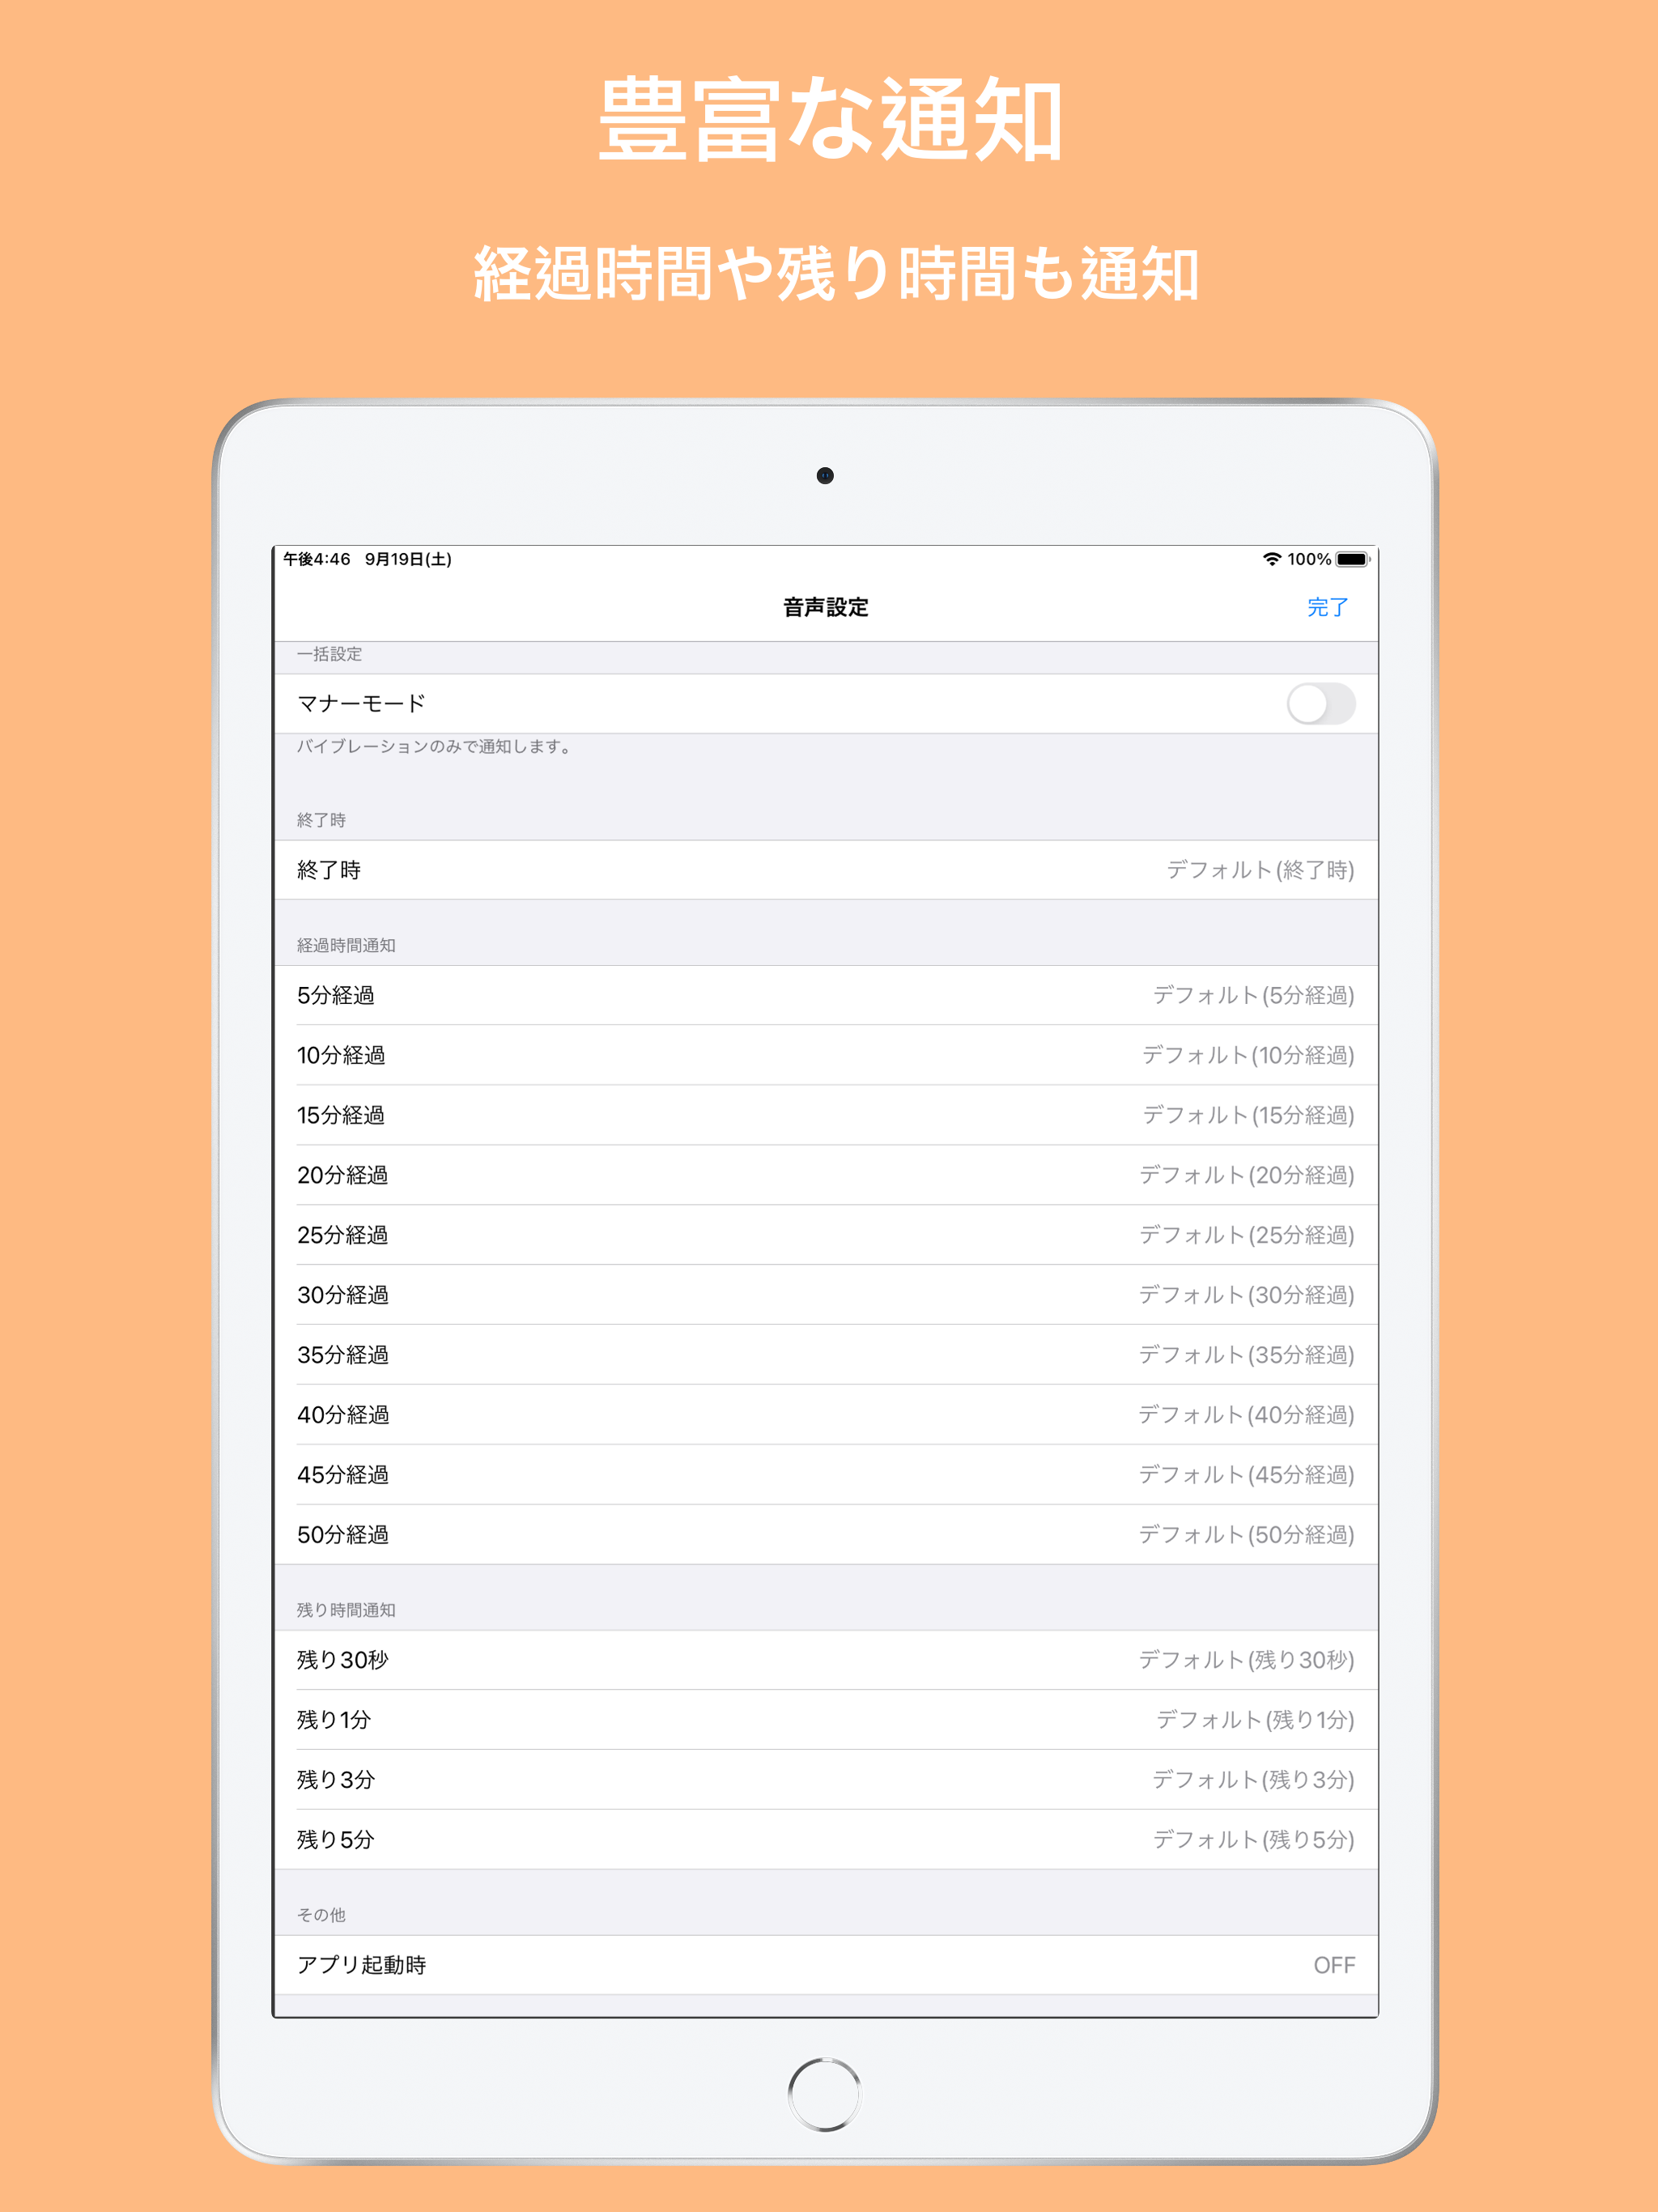 豊富な通知
経過時間や残り時間も通知
午後4:46 9月19日(土) 100%
音声設定 完了
一括設定
マナーモード
バイブレーションのみで通知します。
終了時
終了時 デフォルト(終了時)
経過時間通知
5分経過 デフォルト(5分経過)
10分経過 デフォルト(10分経過)
15分経過 デフォルト(15分経過)
20分経過 デフォルト(20分経過)
25分経過 デフォルト(25分経過)
30分経過 デフォルト(30分経過)
35分経過 デフォルト(35分経過)
40分経過 デフォルト(40分経過)
45分経過 デフォルト(45分経過)
50分経過 デフォルト(50分経過)
残り時間通知
残り30秒 デフォルト(残り30秒)
残り1分 デフォルト(残り1分)
残り3分 デフォルト(残り3分)
残り5分 デフォルト(残り5分)
その他
アプリ起動時 OFF